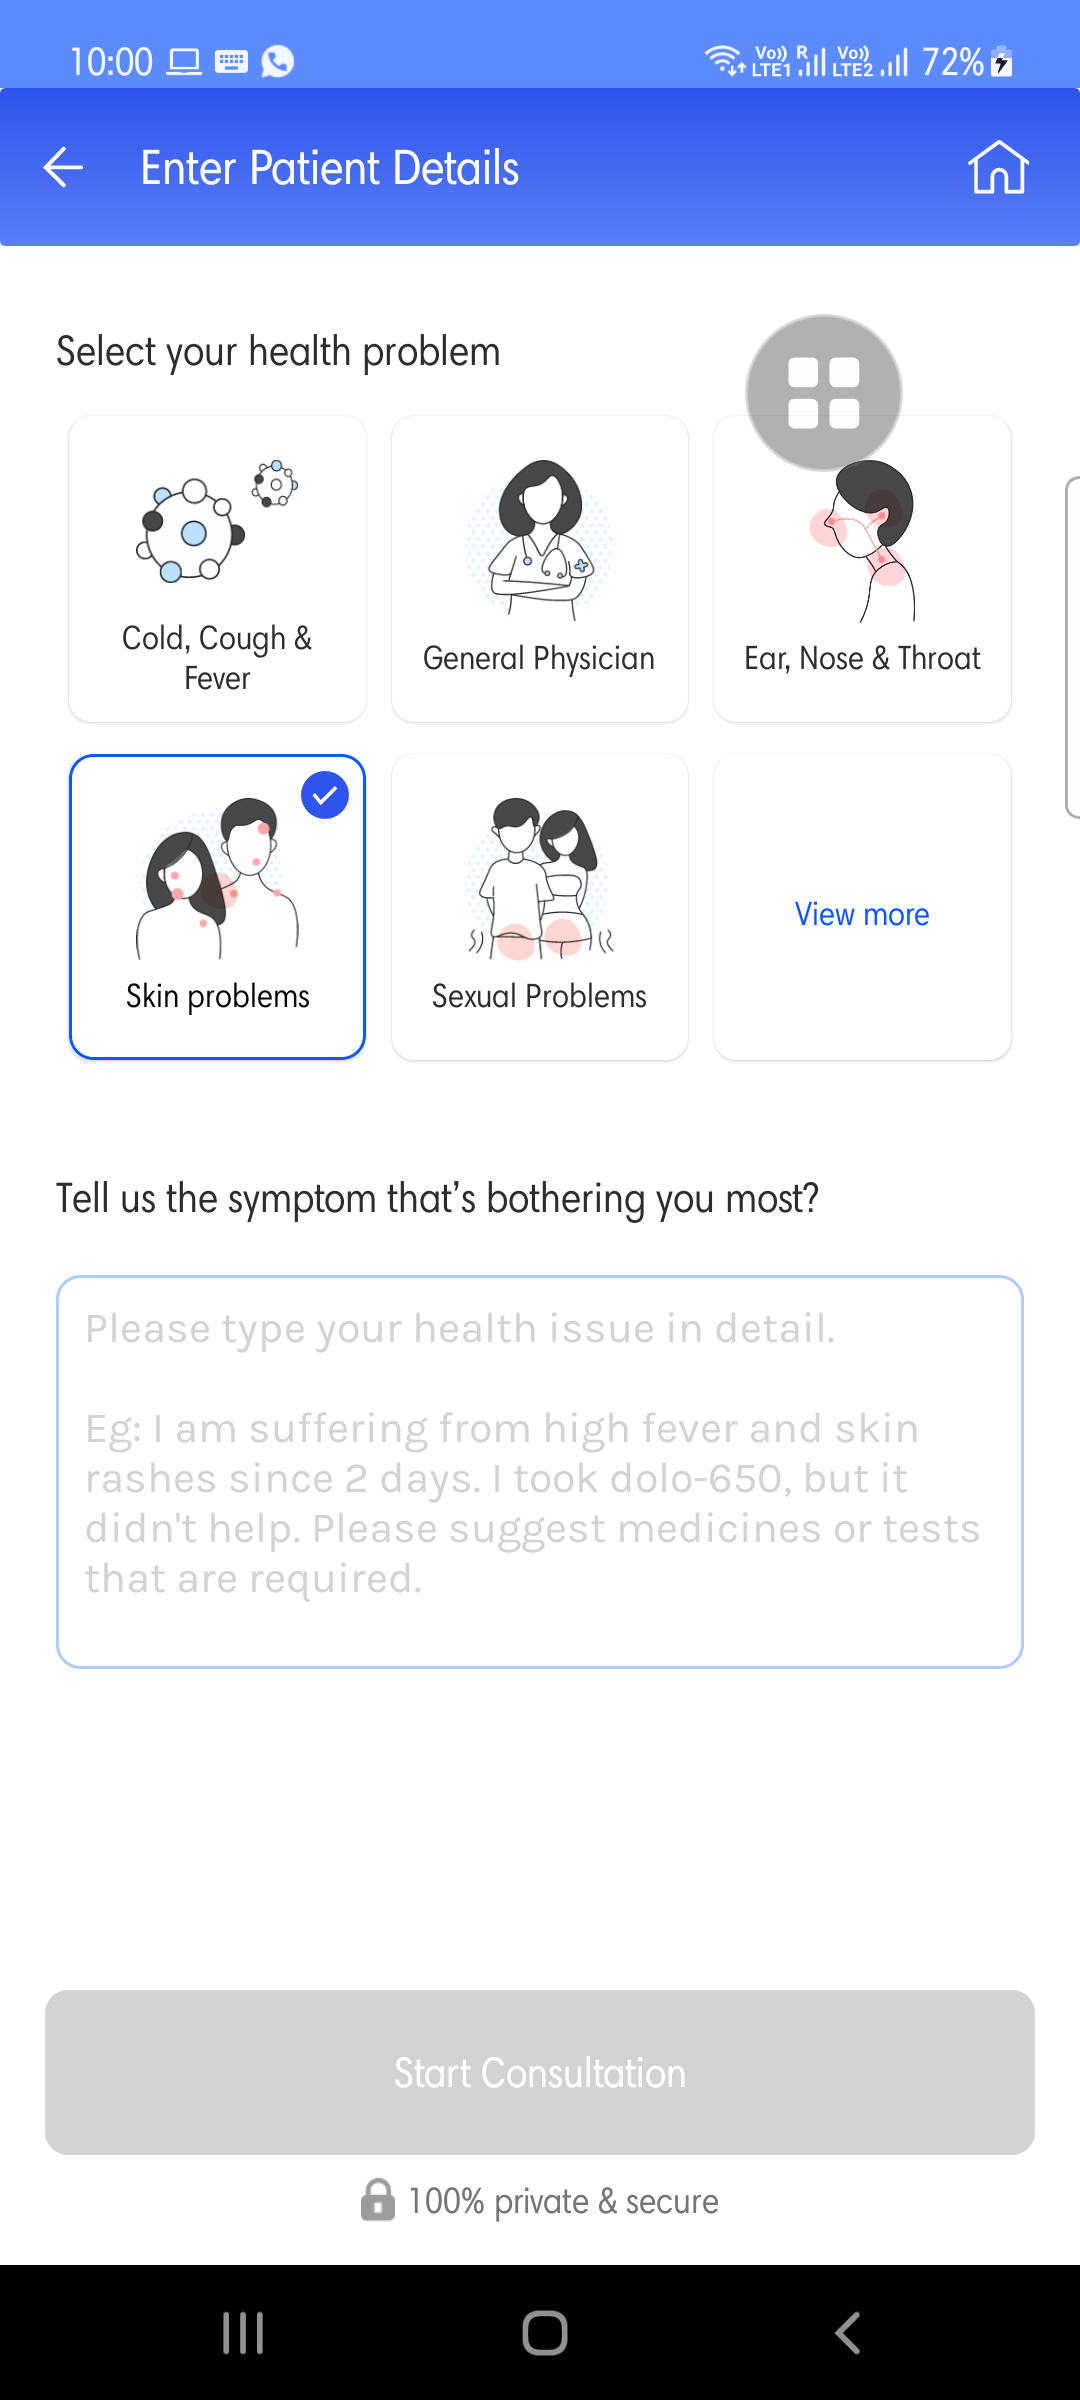 10:00
Vo)) R Vo)) 72%
LTE1 LTE2
Enter Patient Details
Select your health problem
Cold, Cough &
Fever
General Physician
Ear, Nose & Throat
Skin problems
Sexual Problems
View more
Tell us the symptom that's bothering you most?
Please type your health issue in detail.
Eg: I am suffering from high fever and skin
rashes since 2 days. I took dolo-650, but it
didn't help. Please suggest medicines or tests
that are required.
Start Consultation
100% private & secure